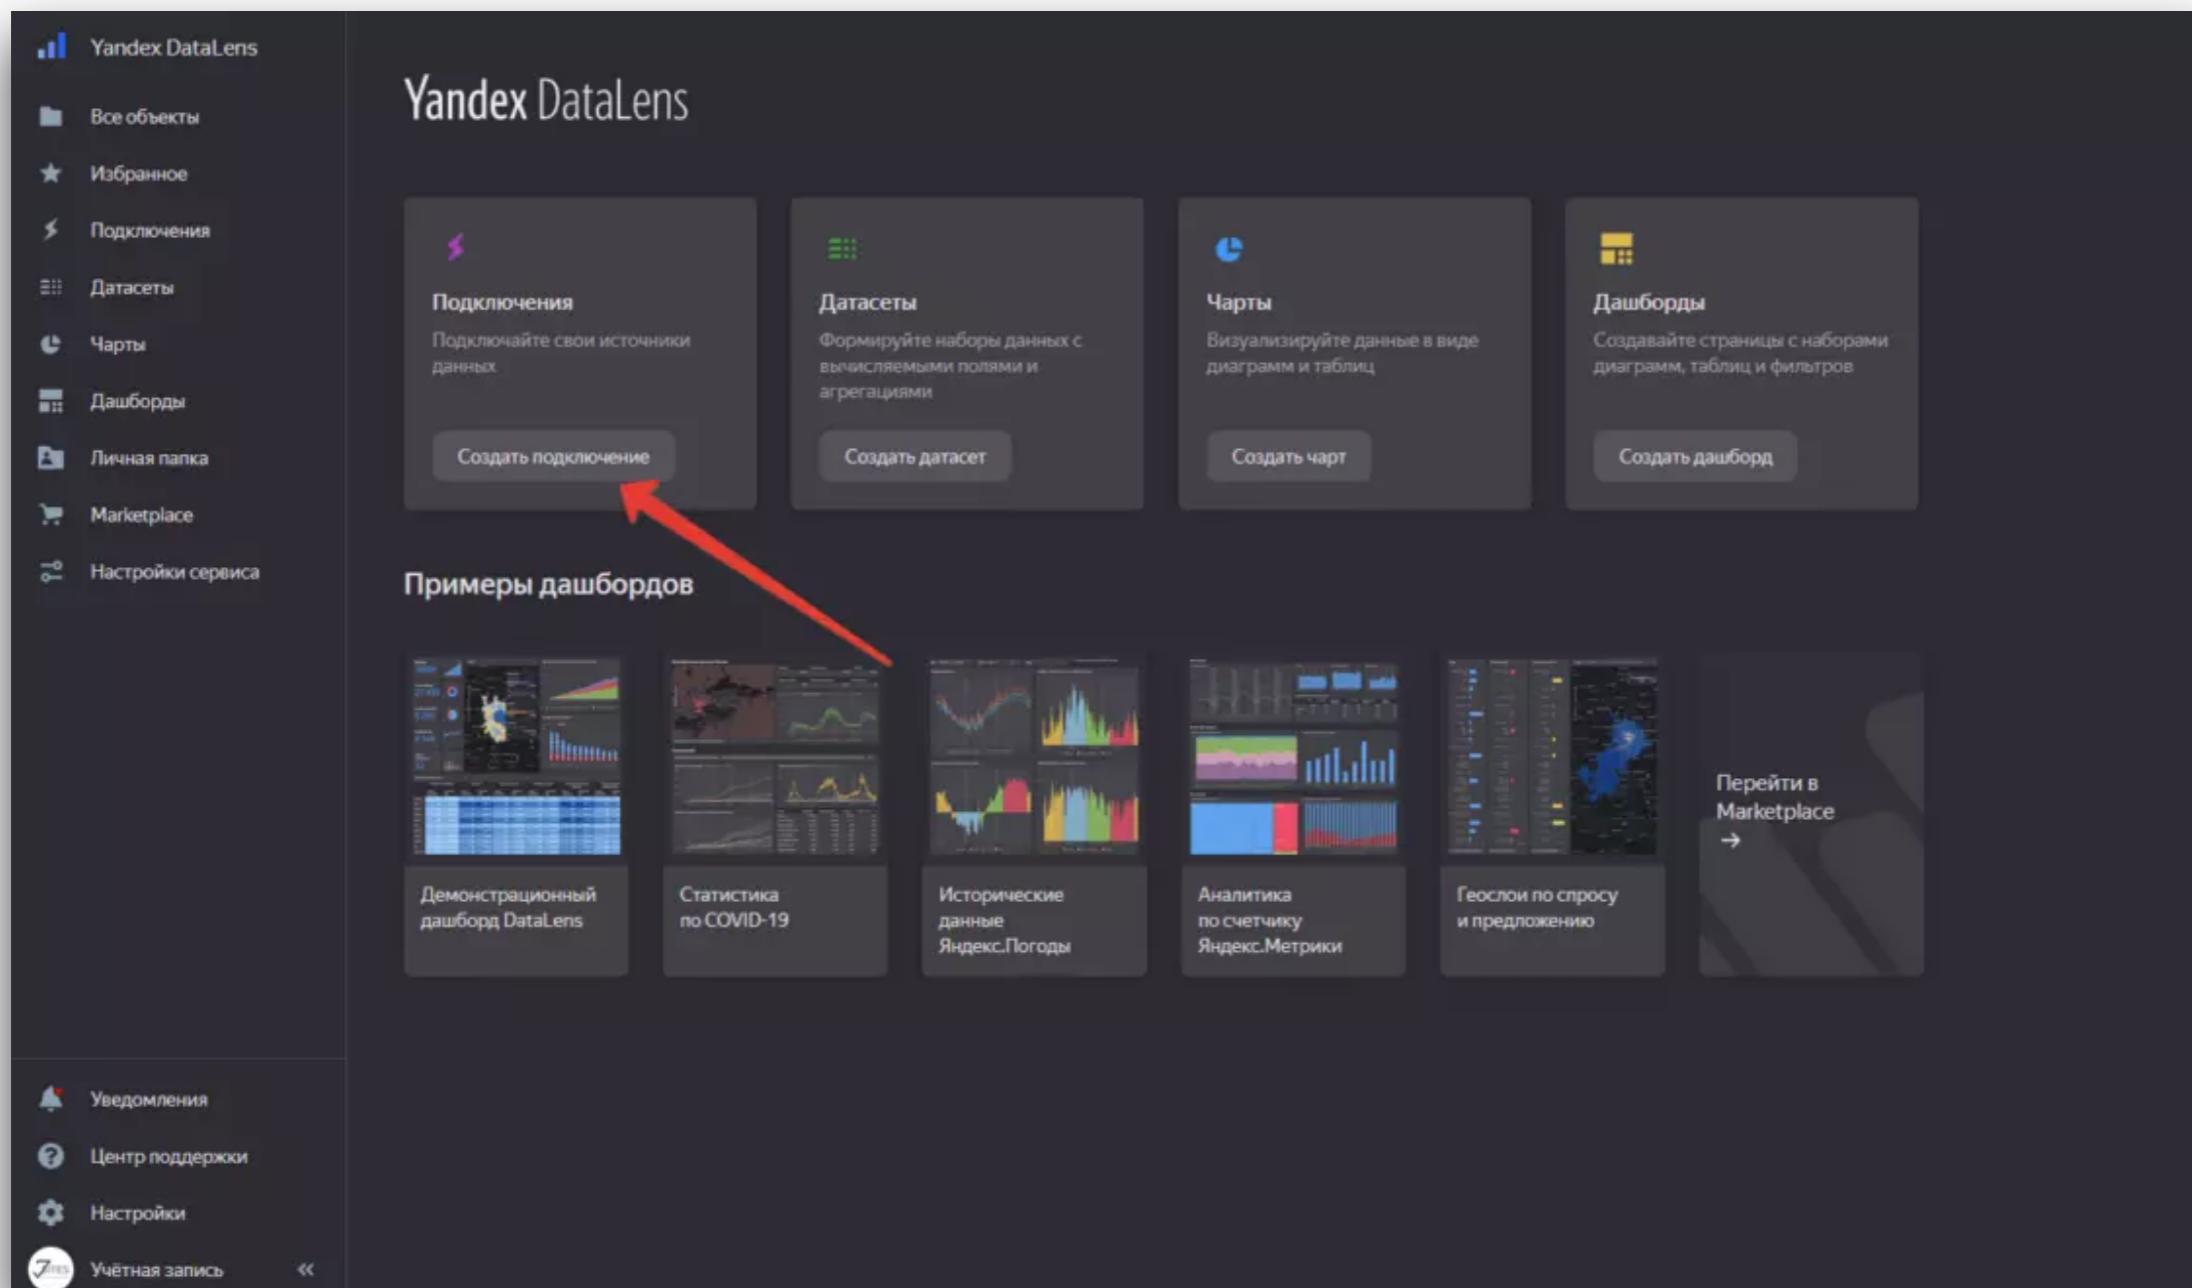 Yandex DataLens
Все объекты
Избранное
Подключения
Датасеты
Чарты
Дашборды
Личная папка
Marketplace
Настройки сервиса
Уведомления
Центр поддержки
Настройки
Учётная запись
Yandex DataLens
Подключения
Подключайте свои источники
данных
Создать подключение
Датасеты
Формируйте наборы данных с
вычисляемыми полями и
агрегациями
Создать датасет
Чарты
Визуализируйте данные в виде
диаграмм и таблиц
Создать чарт
Дашборды
Создавайте страницы с наборами
диаграмм, таблиц и фильтров
Создать дашборд
Примеры дашбордов
Демонстрационный
дашборд DataLens
Статистика
по COVID-19
Исторические
данные
Яндекс.Погоды
Аналитика
по счетчику
Яндекс.Метрики
Геослои по спросу
и предложению
Перейти в
Marketplace
→